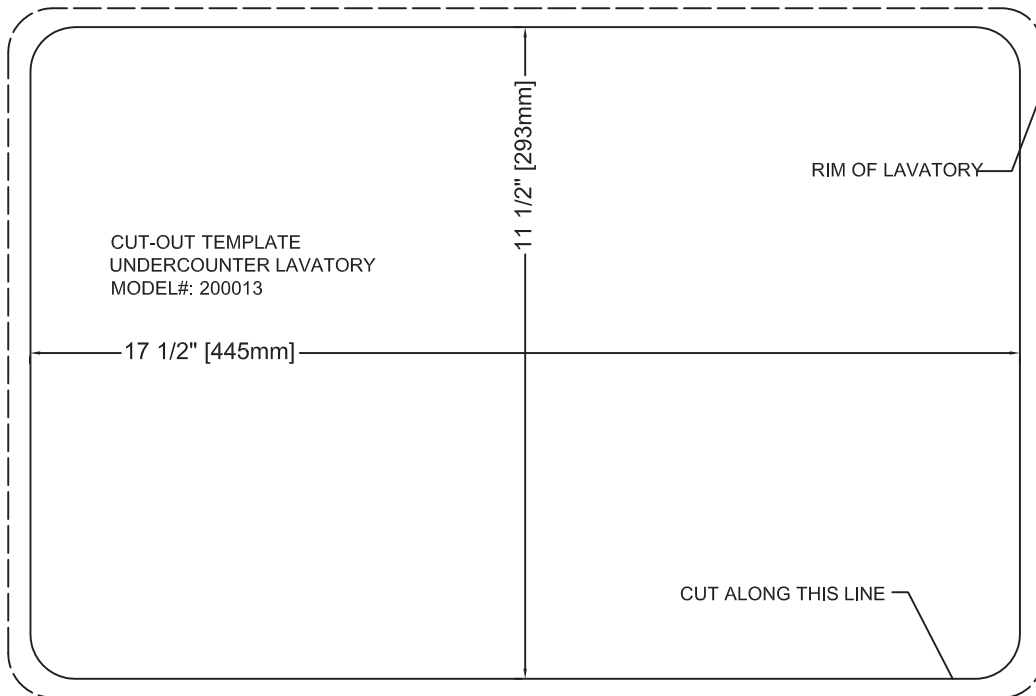 11 1/2" [293mm]
RIM OF LAVATORY
CUT-OUT TEMPLATE
UNDERCOUNTER LAVATORY
MODEL#: 200013
17 1/2" [445mm]
CUT ALONG THIS LINE